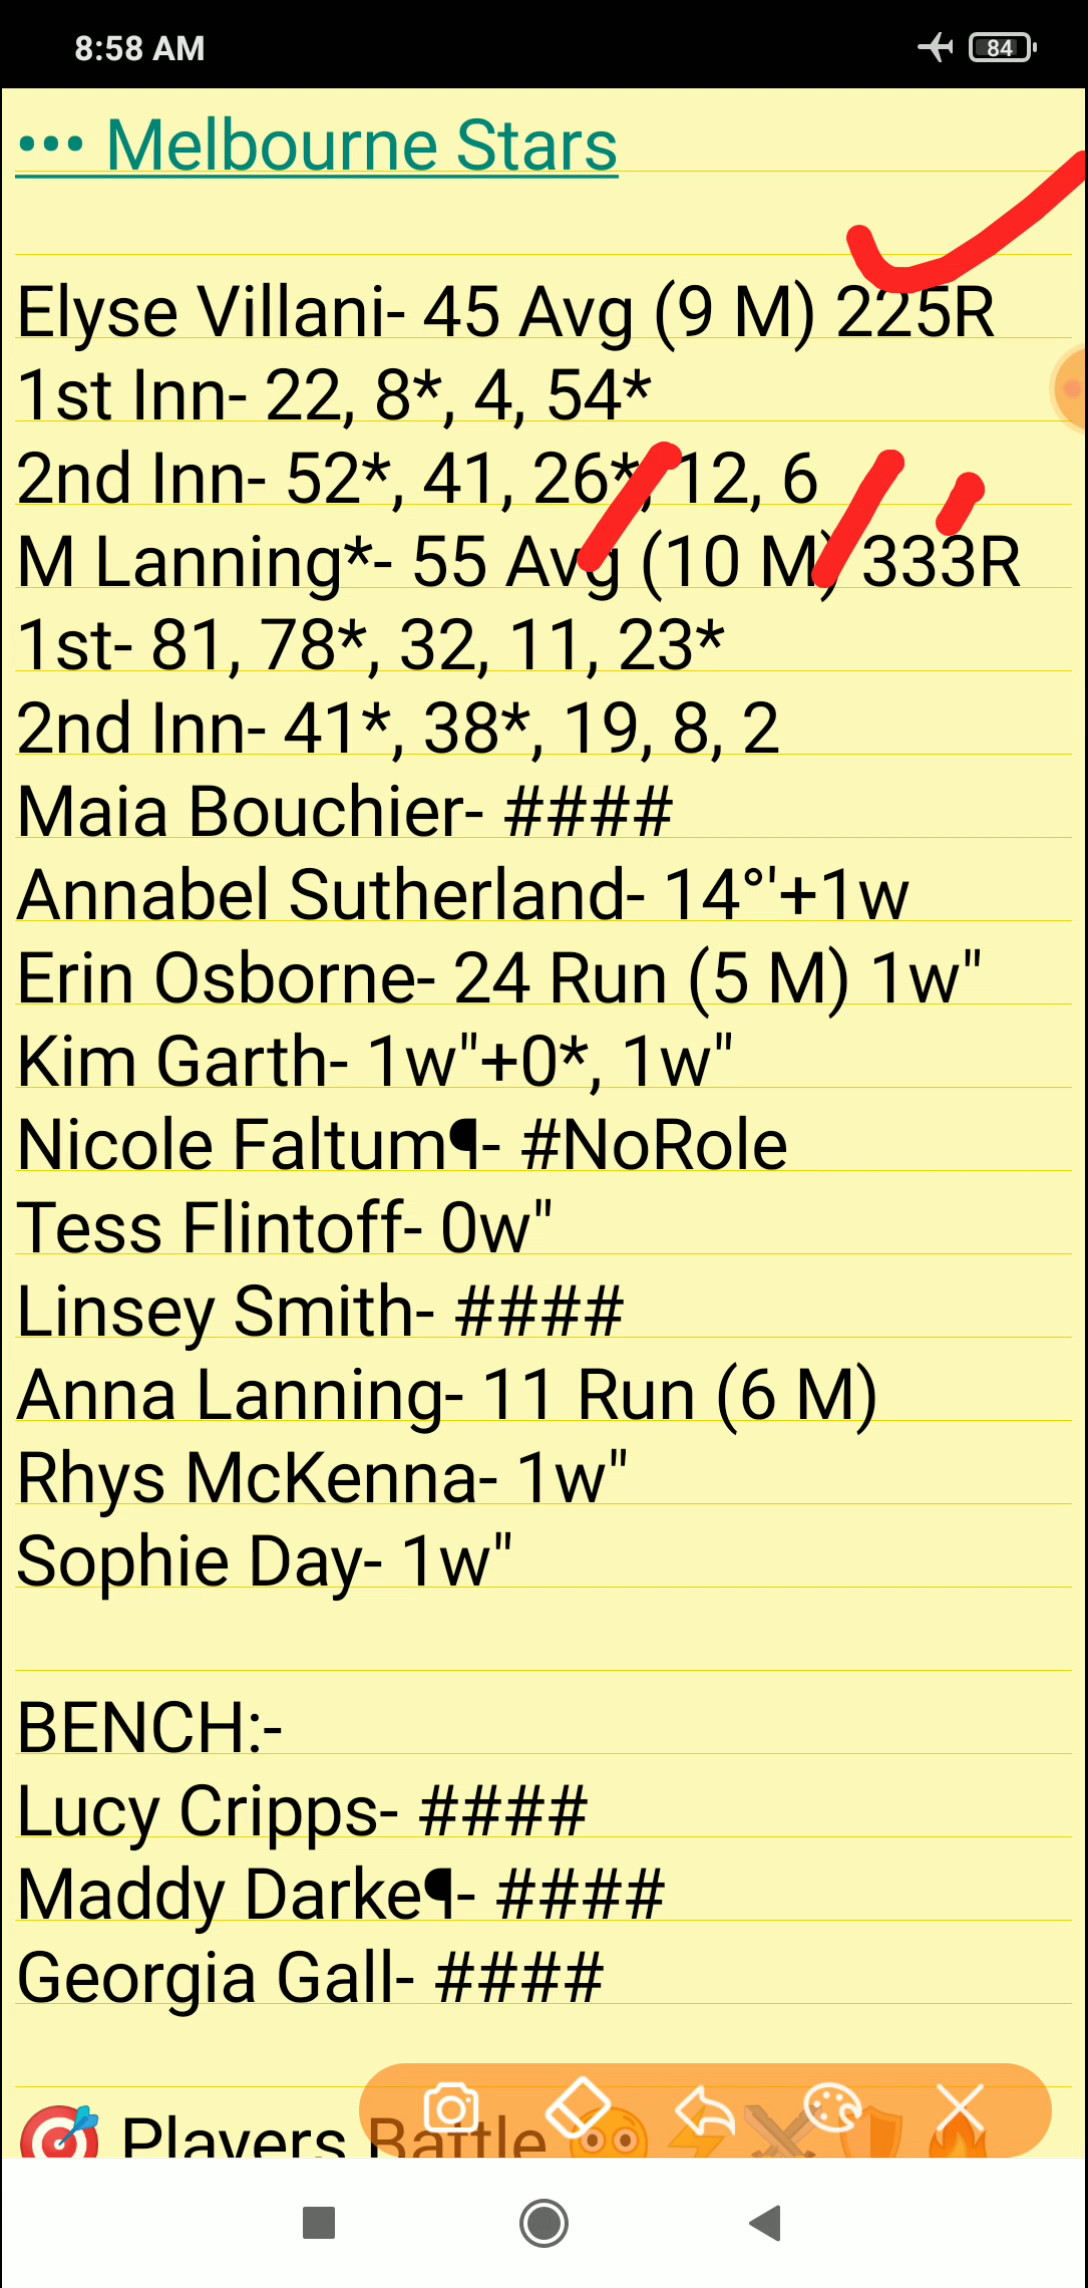 8:58 AM
84
••• Melbourne Stars
Elyse Villani- 45 Avg (9 M) 225R
1st Inn- 22, 8*, 4, 54*
2nd Inn- 52*, 41, 26*, 12, 6
M Lanning*- 55 Avg (10 M) 333R
1st- 81, 78*, 32, 11, 23*
2nd Inn- 41*, 38*, 19, 8, 2
Maia Bouchier- ####
Annabel Sutherland- 14°'+1w
Erin Osborne- 24 Run (5 M) 1w"
Kim Garth- 1w"+0*, 1w"
Nicole Faltum¶- #NoRole
Tess Flintoff- 0w"
Linsey Smith- ####
Anna Lanning- 11 Run (6 M)
Rhys McKenna- 1w"
Sophie Day- 1w"
BENCH:-
Lucy Cripps- ####
Maddy Darke¶- ####
Georgia Gall- ####
🎯 Players Battle 😳⚡⚔🛡🔥